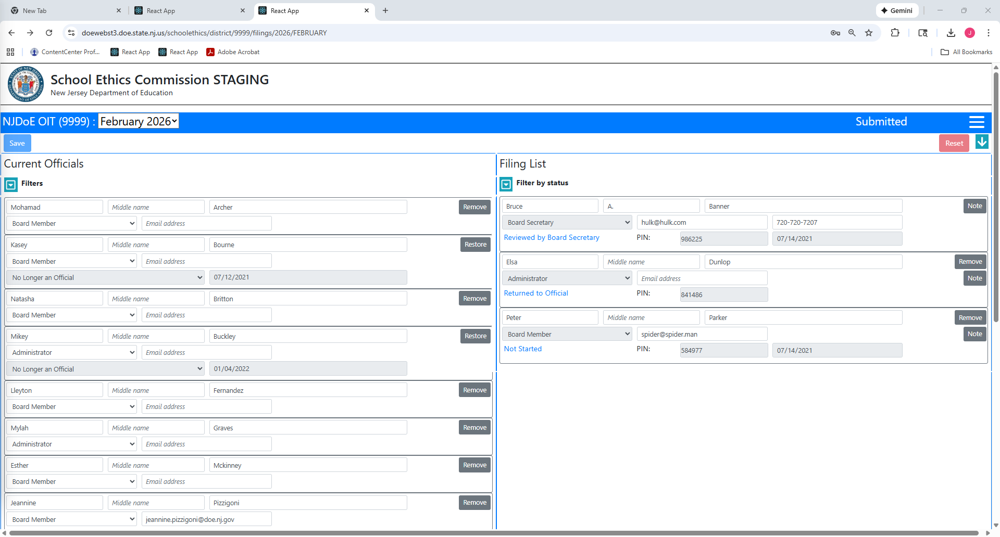 New Tab
React App
React App
Gemini
doewebst3.doe.state.nj.us/schoolethics/district/9999/filings/2026/FEBRUARY
J
ContentCenter Prof...
React App
React App
Adobe Acrobat
All Bookmarks
School Ethics Commission STAGING
New Jersey Department of Education
NJDoE OIT (9999) : February 2026
Submitted
Save
Reset
Current Officials
Filters
Mohamad Middle name Archer Remove
Board Member Email address
Kasey Middle name Bourne Restore
Board Member Email address
No Longer an Official 07/12/2021
Natasha Middle name Britton Remove
Board Member Email address
Mikey Middle name Buckley Restore
Administrator Email address
No Longer an Official 01/04/2022
Lleyton Middle name Fernandez Remove
Board Member Email address
Mylah Middle name Graves Remove
Administrator Email address
Esther Middle name Mckinney Remove
Board Member Email address
Jeannine Middle name Pizzigoni Remove
Board Member jeannine.pizzigoni@doe.nj.gov
Filing List
Filter by status
Bruce A. Banner Note
Board Secretary hulk@hulk.com 720-720-7207
Reviewed by Board Secretary PIN: 986225 07/14/2021
Elsa Middle name Dunlop Remove
Administrator Email address Note
Returned to Official PIN: 841486
Peter Middle name Parker Remove
Board Member spider@spider.man Note
Not Started PIN: 584977 07/14/2021